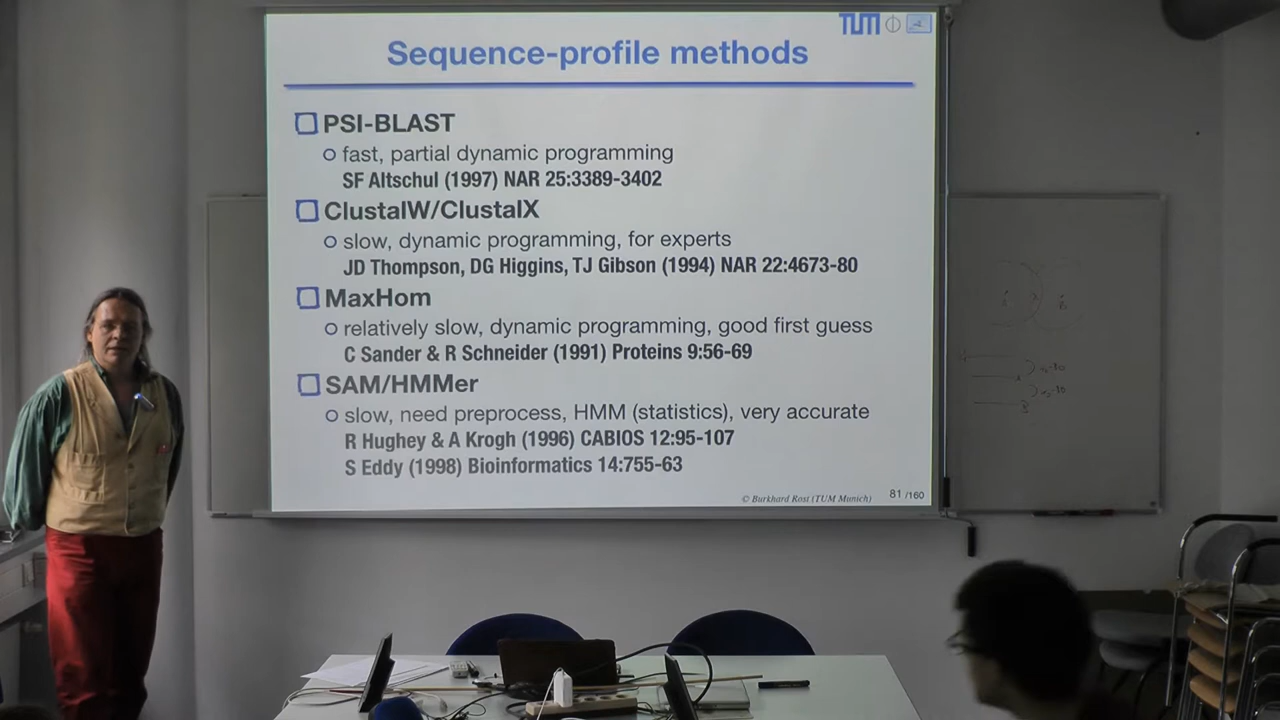 TUM
Sequence-profile methods
PSI-BLAST
fast, partial dynamic programming
SF Altschul (1997) NAR 25:3389-3402
ClustalW/ClustalX
slow, dynamic programming, for experts
JD Thompson, DG Higgins, TJ Gibson (1994) NAR 22:4673-80
MaxHom
relatively slow, dynamic programming, good first guess
C Sander & R Schneider (1991) Proteins 9:56-69
SAM/HMMer
slow, need preprocess, HMM (statistics), very accurate
R Hughey & A Krogh (1996) CABIOS 12:95-107
S Eddy (1998) Bioinformatics 14:755-63
© Burkhard Rost (TUM Munich)
81 /160